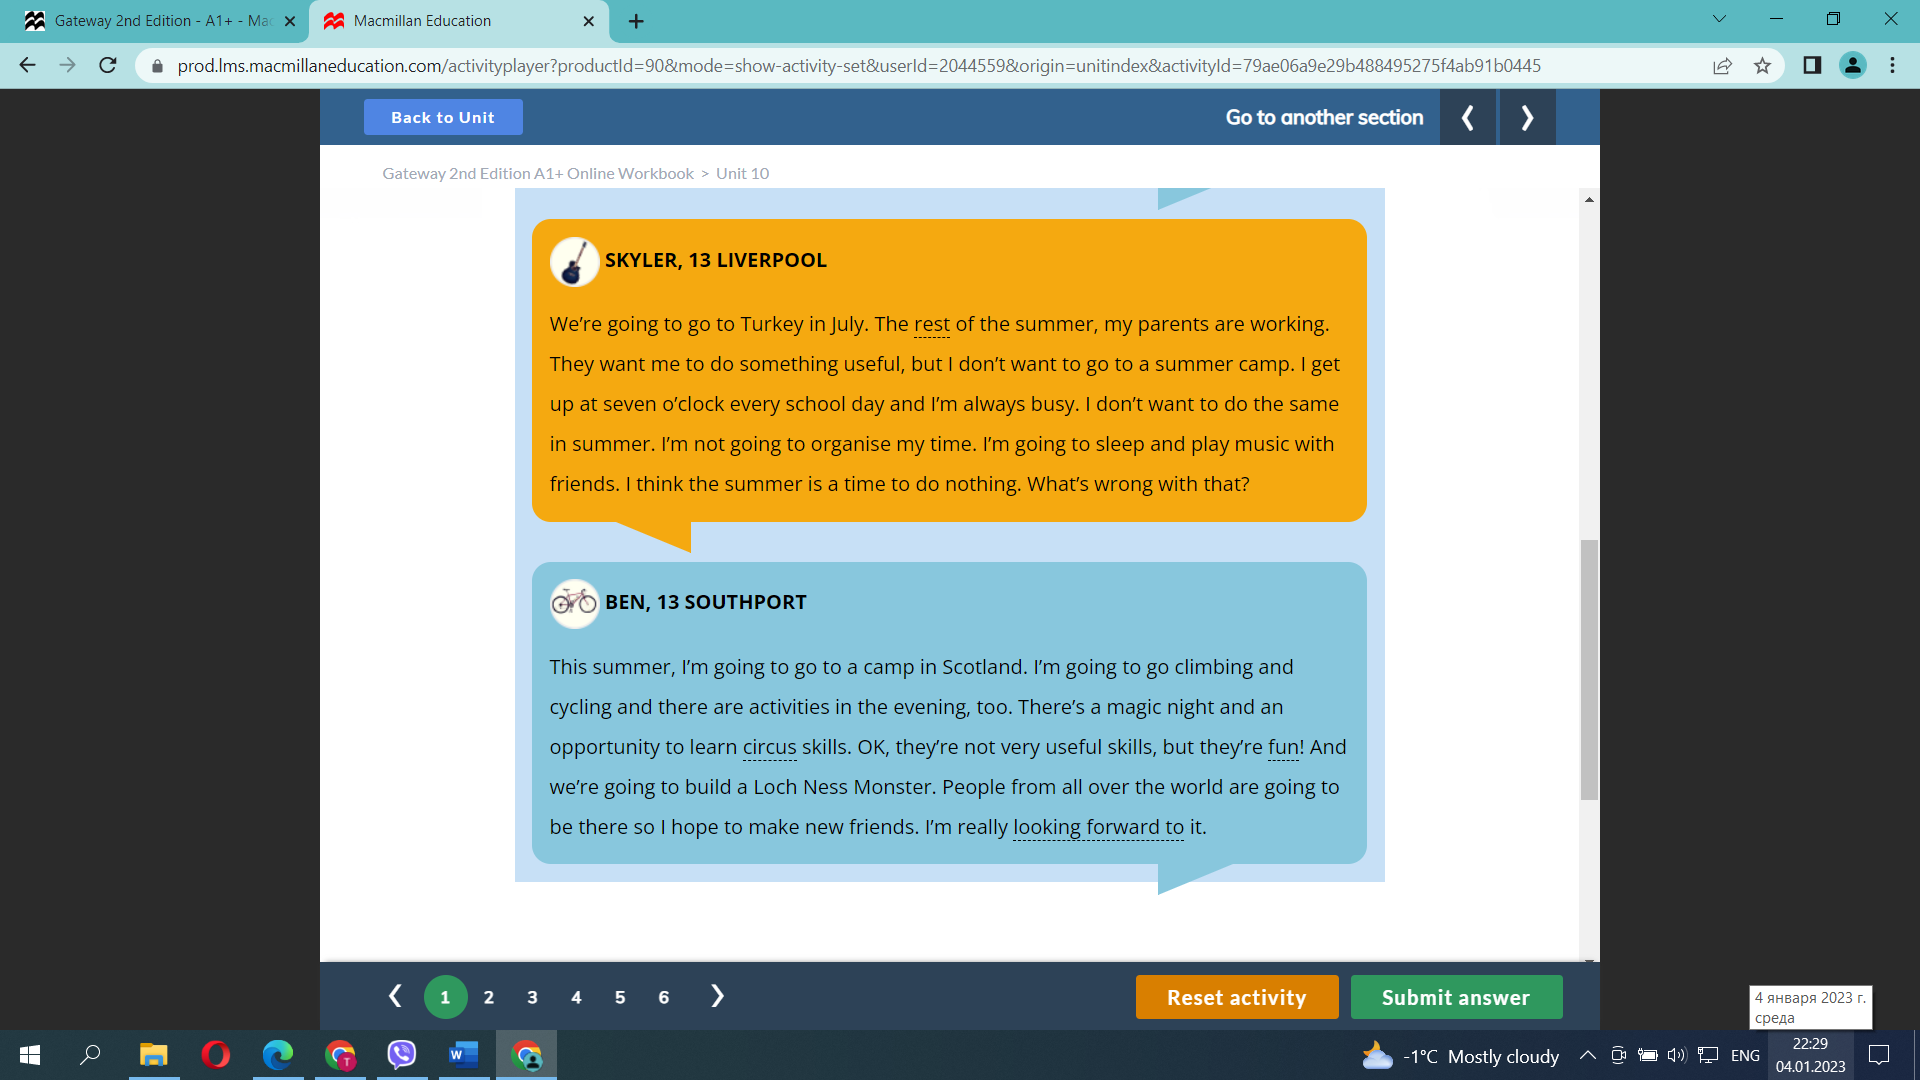 Gateway 2nd Edition - A1+ - Mac
Macmillan Education
prod.lms.macmillaneducation.com/activityplayer?productId=90&mode=show-activity-set&userId=2044559&origin=unitindex&activityId=79ae06a9e29b488495275f4ab91b0445
Back to Unit
Go to another section
Gateway 2nd Edition A1+ Online Workbook > Unit 10
SKYLER, 13 LIVERPOOL
We’re going to go to Turkey in July. The rest of the summer, my parents are working.
They want me to do something useful, but I don’t want to go to a summer camp. I get
up at seven o’clock every school day and I’m always busy. I don’t want to do the same
in summer. I’m not going to organise my time. I’m going to sleep and play music with
friends. I think the summer is a time to do nothing. What’s wrong with that?
BEN, 13 SOUTHPORT
This summer, I’m going to go to a camp in Scotland. I’m going to go climbing and
cycling and there are activities in the evening, too. There’s a magic night and an
opportunity to learn circus skills. OK, they’re not very useful skills, but they’re fun! And
we’re going to build a Loch Ness Monster. People from all over the world are going to
be there so I hope to make new friends. I’m really looking forward to it.
1 2 3 4 5 6
Reset activity
Submit answer
4 января 2023 г.
среда
-1°C Mostly cloudy
ENG
22:29
04.01.2023